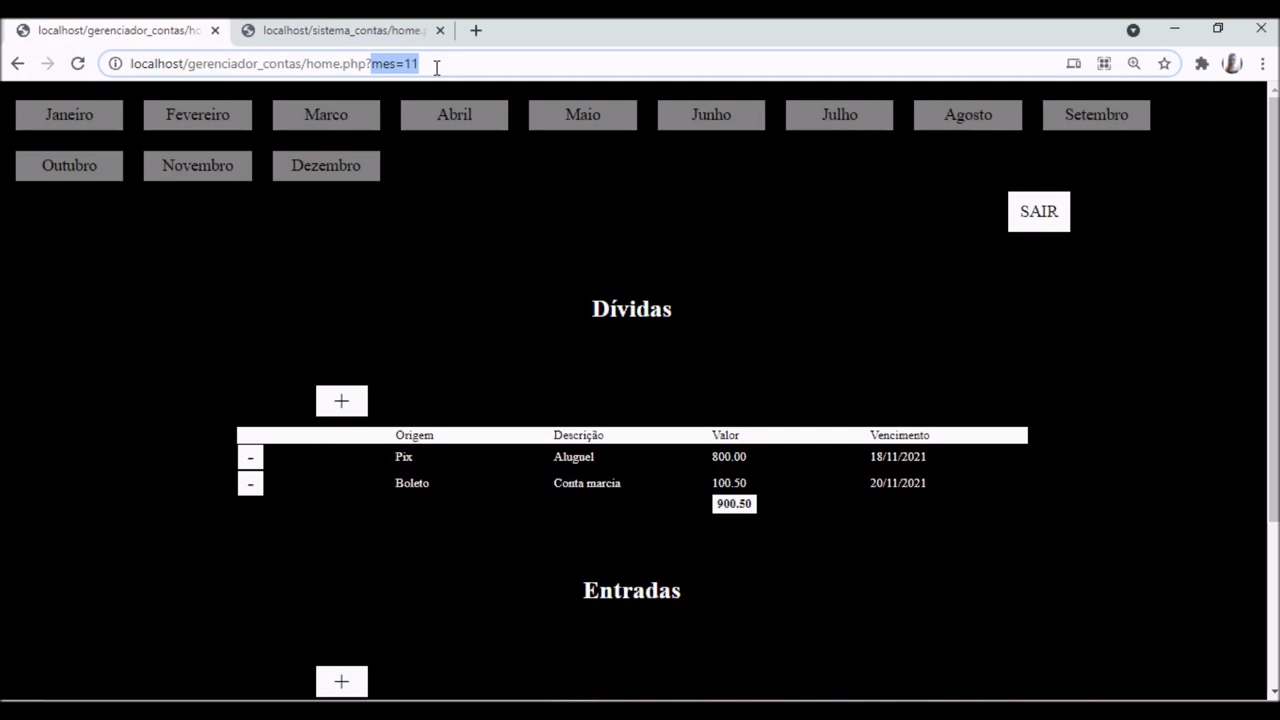 localhost/gerenciador_contas/ho
localhost/sistema_contas/home.p
localhost/gerenciador_contas/home.php?mes=11
Janeiro Fevereiro Marco Abril Maio Junho Julho Agosto Setembro
Outubro Novembro Dezembro
SAIR
Dívidas
+
Origem Descrição Valor Vencimento
- Pix Aluguel 800.00 18/11/2021
- Boleto Conta marcia 100.50 20/11/2021
900.50
Entradas
+